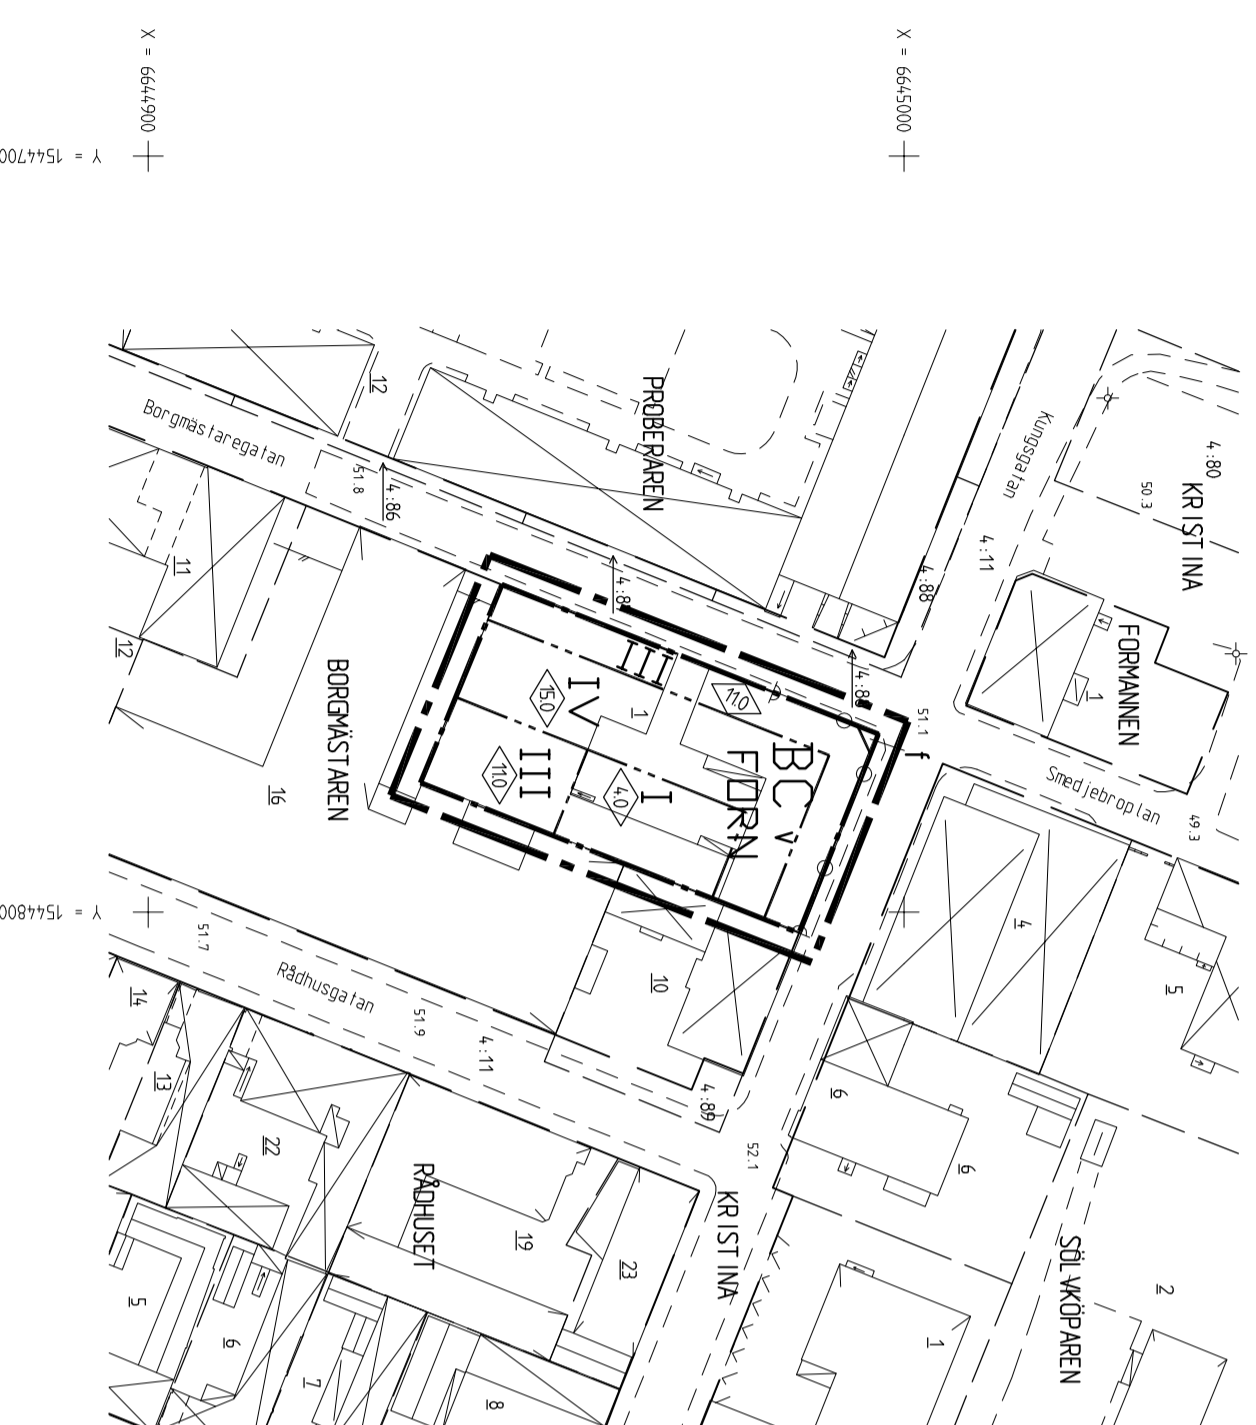 X = 6644900
X = 6645000
Y = 1544700
Y = 1544800
PROBERAREN
KRISTINA
4:80
50.3
Kungsgatan
4:11
4:88
FORMANNEN
1
Smedjebroplan
49.3
51.1
f
12
Borgmästaregatan
51.8
4:86
11
12
4:8
4:88
III
IV
15.0
1
11.0
III
11.0
I
4.0
BC
v
FORN
BORGMÄSTAREN
16
10
4
5
6
6
51.7
Rådhusgatan
51.9
4:11
4:89
52.1
14
13
22
RÅDHUSET
19
23
KRISTINA
SÖLVKÖPAREN
2
1
5
6
7
8